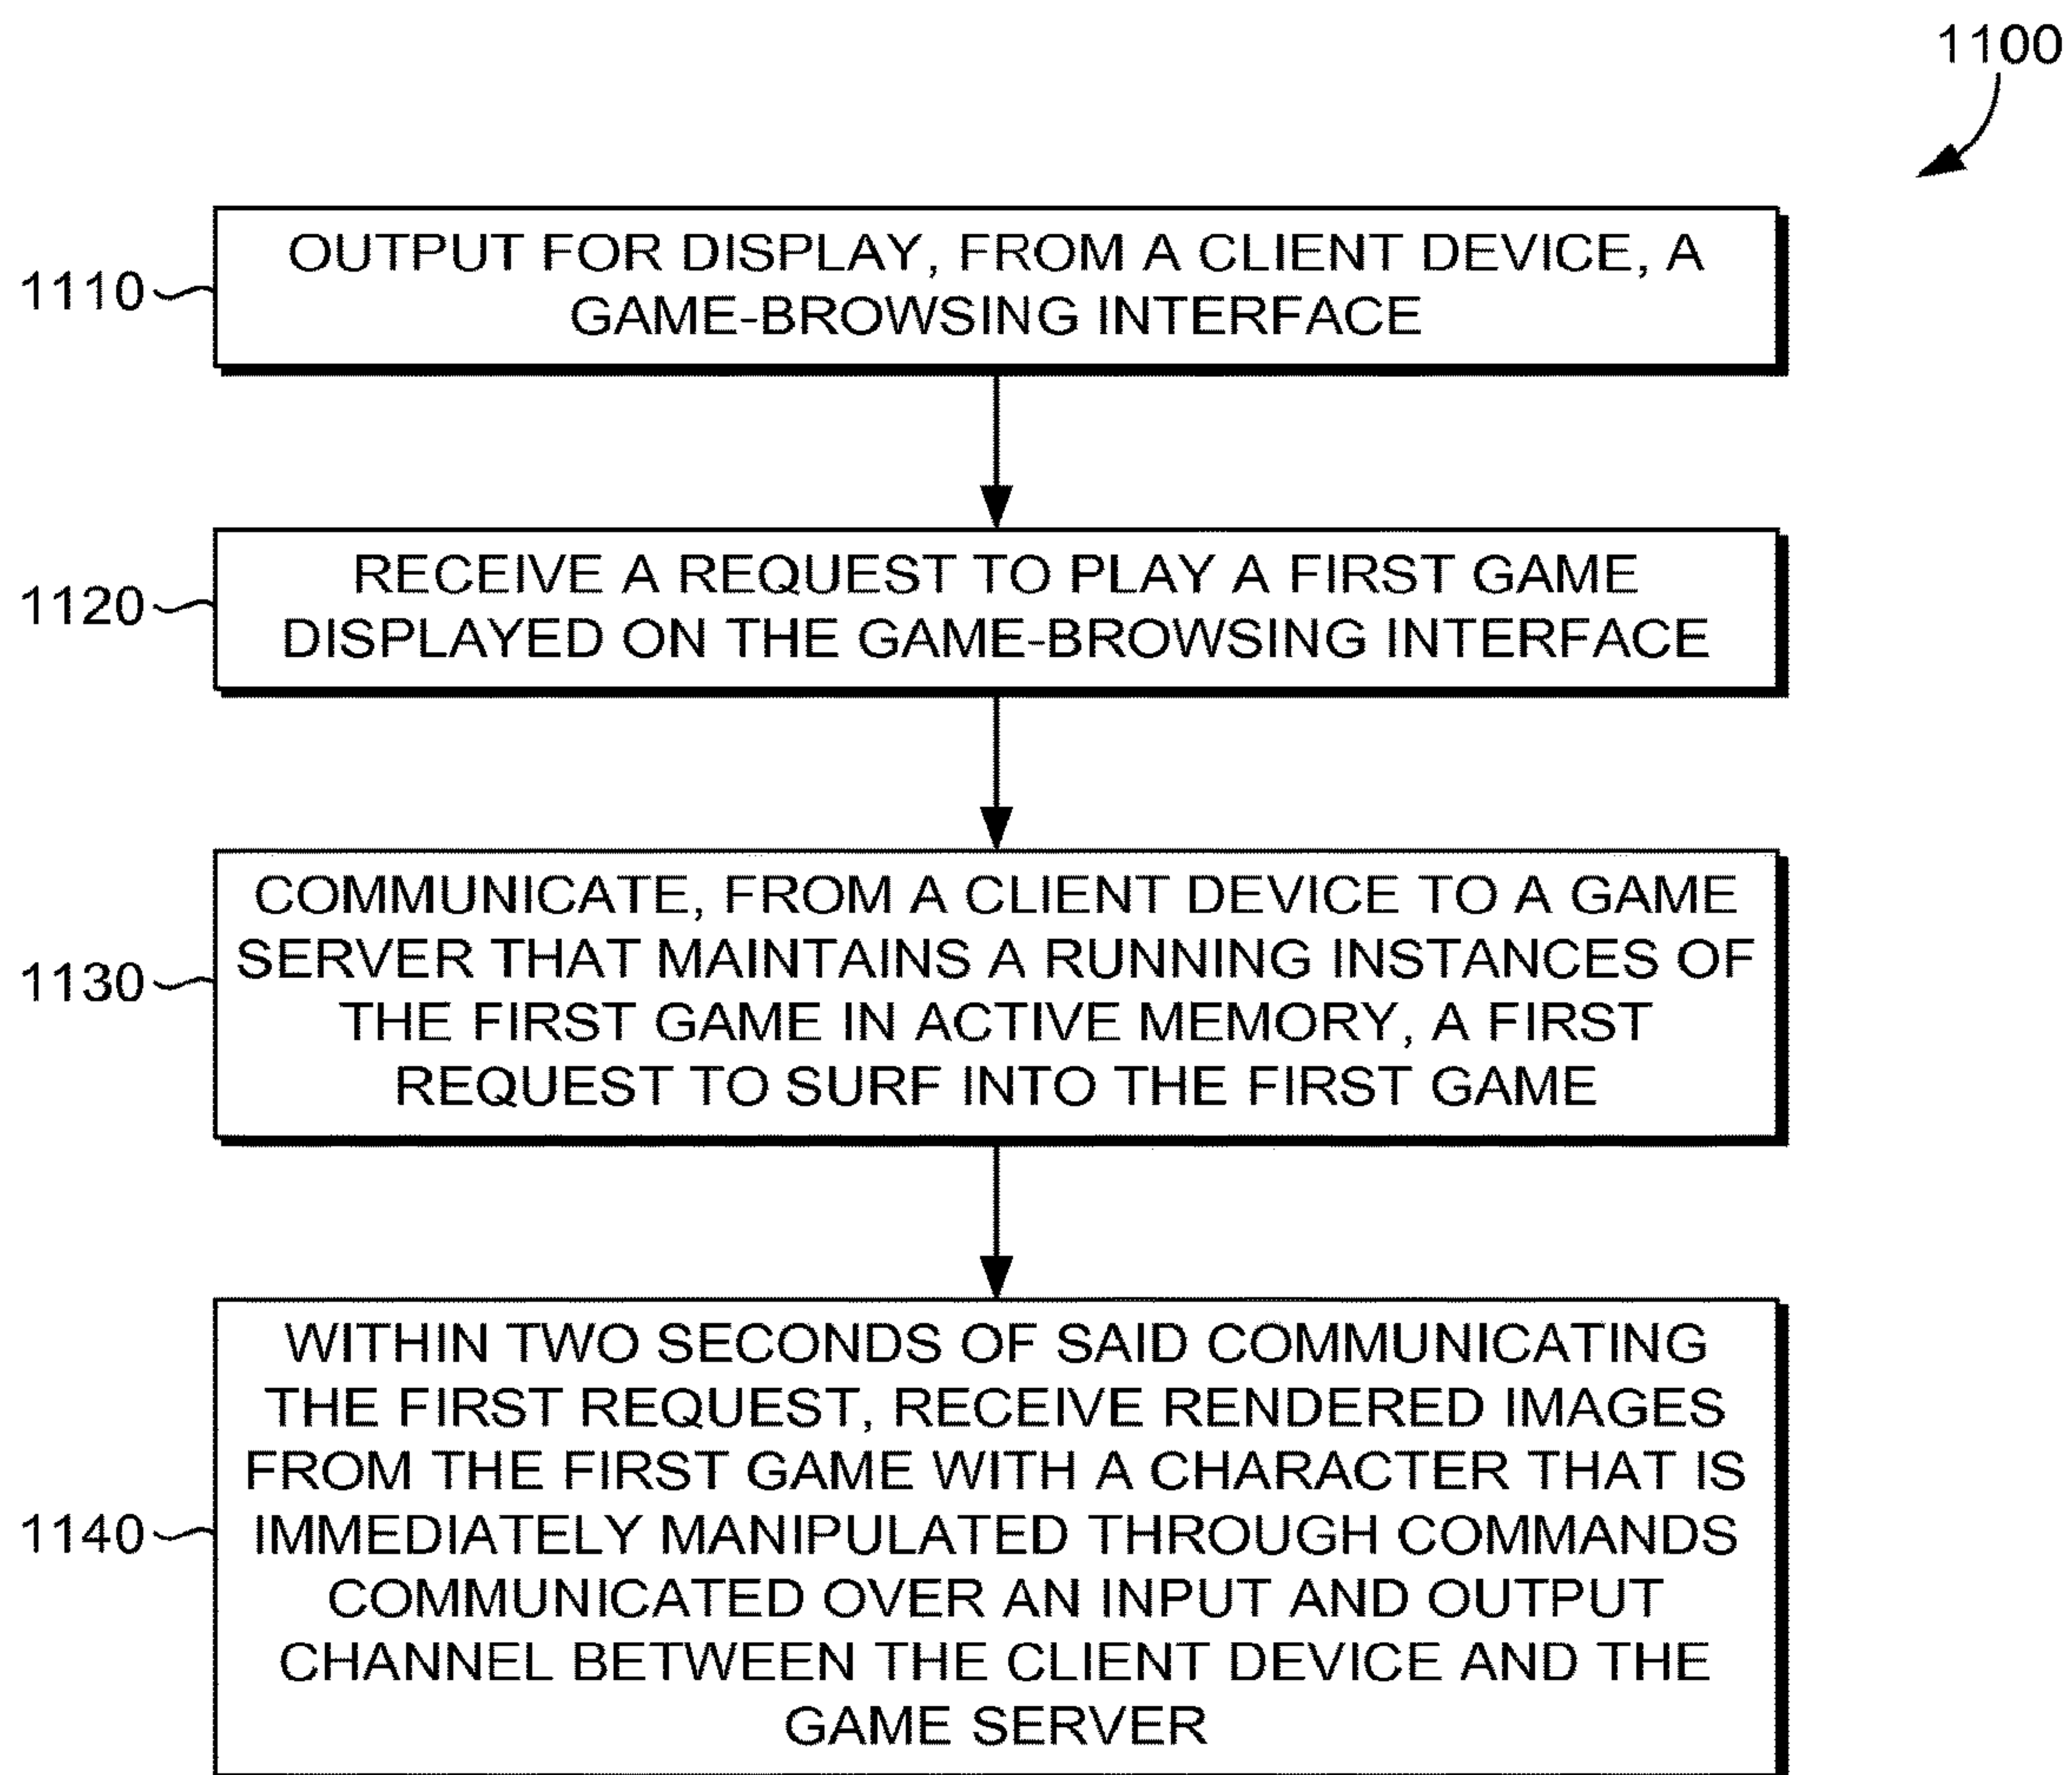 1100
1110
OUTPUT FOR DISPLAY, FROM A CLIENT DEVICE, A
GAME-BROWSING INTERFACE
1120
RECEIVE A REQUEST TO PLAY A FIRST GAME
DISPLAYED ON THE GAME-BROWSING INTERFACE
1130
COMMUNICATE, FROM A CLIENT DEVICE TO A GAME
SERVER THAT MAINTAINS A RUNNING INSTANCES OF
THE FIRST GAME IN ACTIVE MEMORY, A FIRST
REQUEST TO SURF INTO THE FIRST GAME
1140
WITHIN TWO SECONDS OF SAID COMMUNICATING
THE FIRST REQUEST, RECEIVE RENDERED IMAGES
FROM THE FIRST GAME WITH A CHARACTER THAT IS
IMMEDIATELY MANIPULATED THROUGH COMMANDS
COMMUNICATED OVER AN INPUT AND OUTPUT
CHANNEL BETWEEN THE CLIENT DEVICE AND THE
GAME SERVER